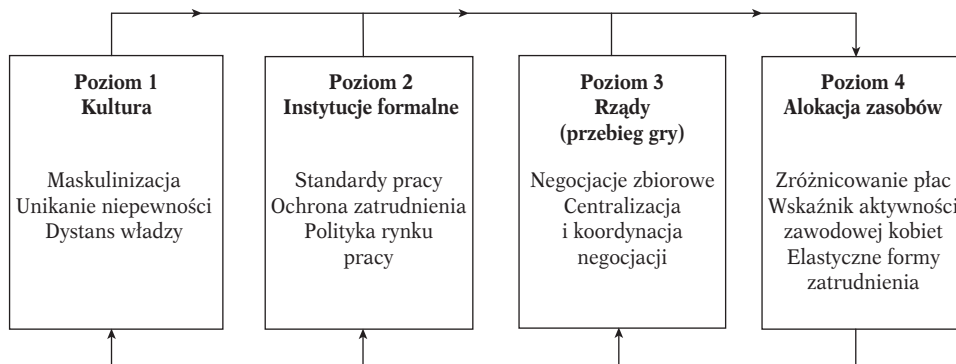 Poziom 1
Kultura
Maskulinizacja
Unikanie niepewności
Dystans władzy
Poziom 2
Instytucje formalne
Standardy pracy
Ochrona zatrudnienia
Polityka rynku
pracy
Poziom 3
Rządy
(przebieg gry)
Negocjacje zbiorowe
Centralizacja
i koordynacja
negocjacji
Poziom 4
Alokacja zasobów
Zróżnicowanie płac
Wskaźnik aktywności
zawodowej kobiet
Elastyczne formy
zatrudnienia